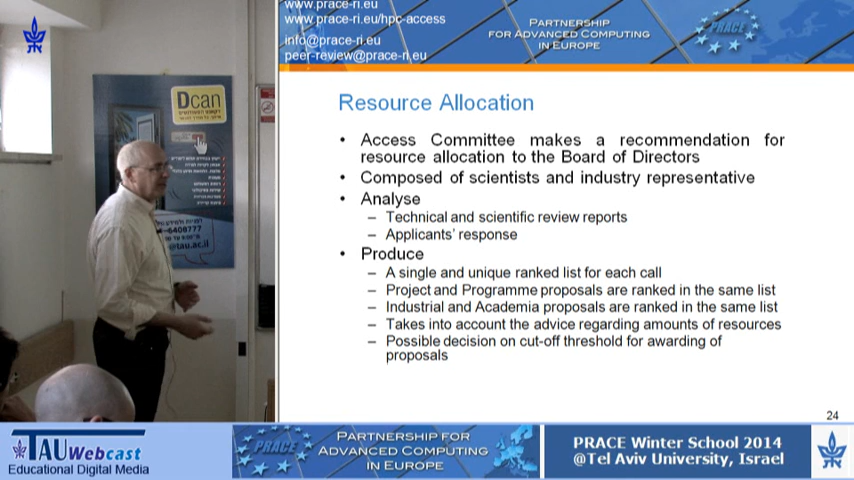 www.prace-ri.eu
www.prace-ri.eu/hpc-access
info@prace-ri.eu
peer-review@prace-ri.eu
PARTNERSHIP
FOR ADVANCED COMPUTING
IN EUROPE
PRACE
Resource Allocation
• Access Committee makes a recommendation for
resource allocation to the Board of Directors
• Composed of scientists and industry representative
• Analyse
– Technical and scientific review reports
– Applicants' response
• Produce
– A single and unique ranked list for each call
– Project and Programme proposals are ranked in the same list
– Industrial and Academia proposals are ranked in the same list
– Takes into account the advice regarding amounts of resources
– Possible decision on cut-off threshold for awarding of
proposals
24
Dcan
6408777
@tau.ac.il
TAU Webcast
Educational Digital Media
PRACE
PARTNERSHIP FOR
ADVANCED COMPUTING
IN EUROPE
PRACE Winter School 2014
@Tel Aviv University, Israel